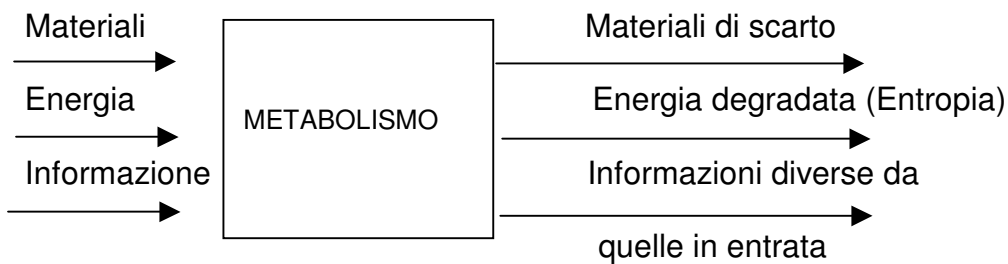 Materiali
Energia
Informazione
METABOLISMO
Materiali di scarto
Energia degradata (Entropia)
Informazioni diverse da
quelle in entrata